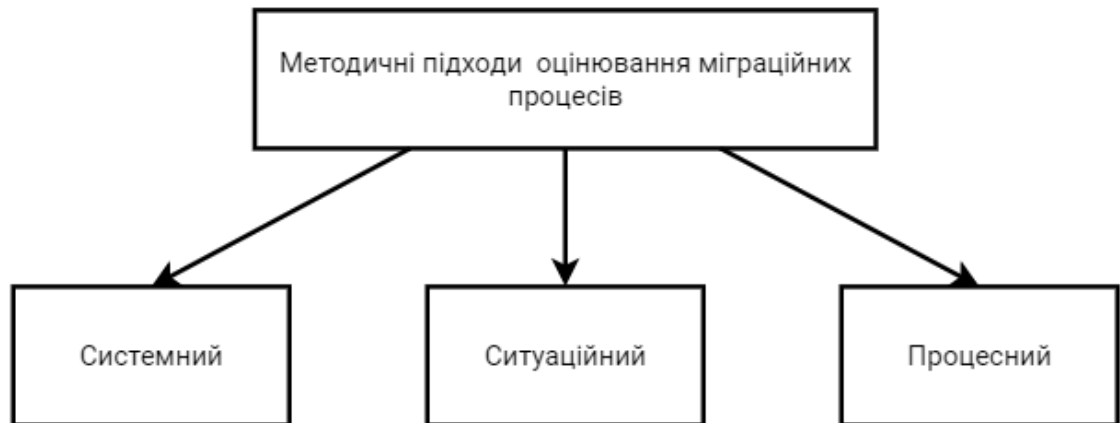 Методичні підходи  оцінювання міграційних
процесів
Системний
Ситуаційний
Процесний